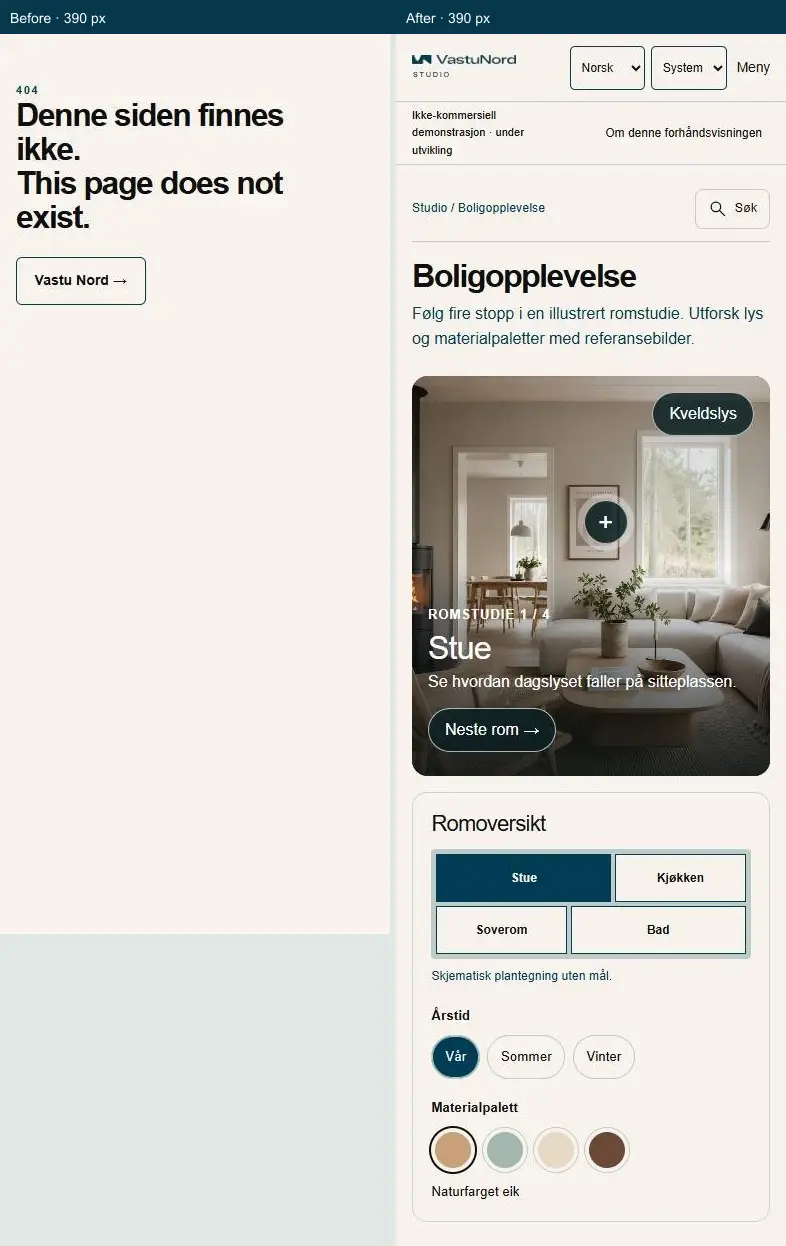 Before · 390 px
404
Denne siden finnes
ikke.
This page does not
exist.
Vastu Nord →
After · 390 px
VastuNord
STUDIO
Norsk
System
Meny
Ikke-kommersiell
demonstrasjon · under
utvikling
Om denne forhåndsvisningen
Studio / Boligopplevelse
Søk
Boligopplevelse
Følg fire stopp i en illustrert romstudie. Utforsk lys
og materialpaletter med referansebilder.
Kveldslys
+
ROMSTUDIE 1 / 4
Stue
Se hvordan dagslyset faller på sitteplassen.
Neste rom →
Romoversikt
Stue
Kjøkken
Soverom
Bad
Skjematisk plantegning uten mål.
Årstid
Vår
Sommer
Vinter
Materialpalett
Naturfarget eik